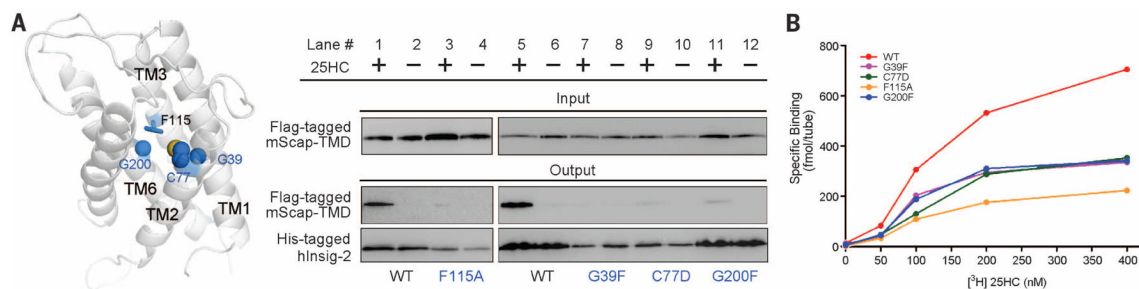 A
TM3
F115
G200
G39
C77
TM6
TM2
TM1
Lane # 1 2 3 4 5 6 7 8 9 10 11 12
25HC + − + − + − + − + − + −
Input
Flag-tagged
mScap-TMD
Output
Flag-tagged
mScap-TMD
His-tagged
hInsig-2
WT F115A WT G39F C77D G200F
B
800
600
400
200
0
Specific Binding
(fmol/tube)
WT
G39F
C77D
F115A
G200F
0 50 100 150 200 250 300 350 400
[³H] 25HC (nM)